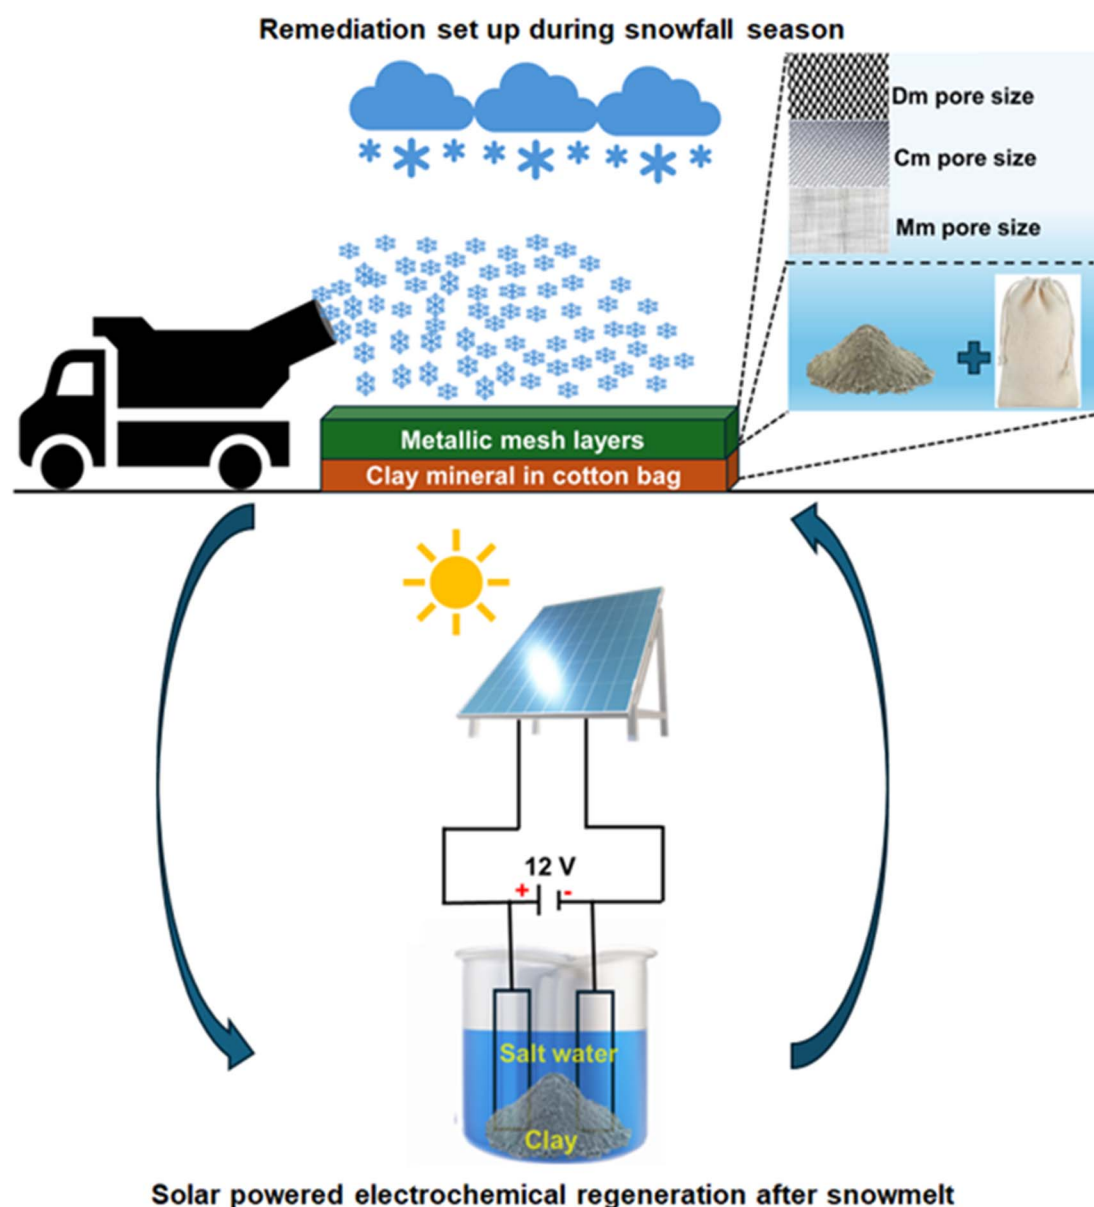 Remediation set up during snowfall season
Dm pore size
Cm pore size
Mm pore size
Metallic mesh layers
Clay mineral in cotton bag
12 V
+ -
Salt water
Clay
Solar powered electrochemical regeneration after snowmelt